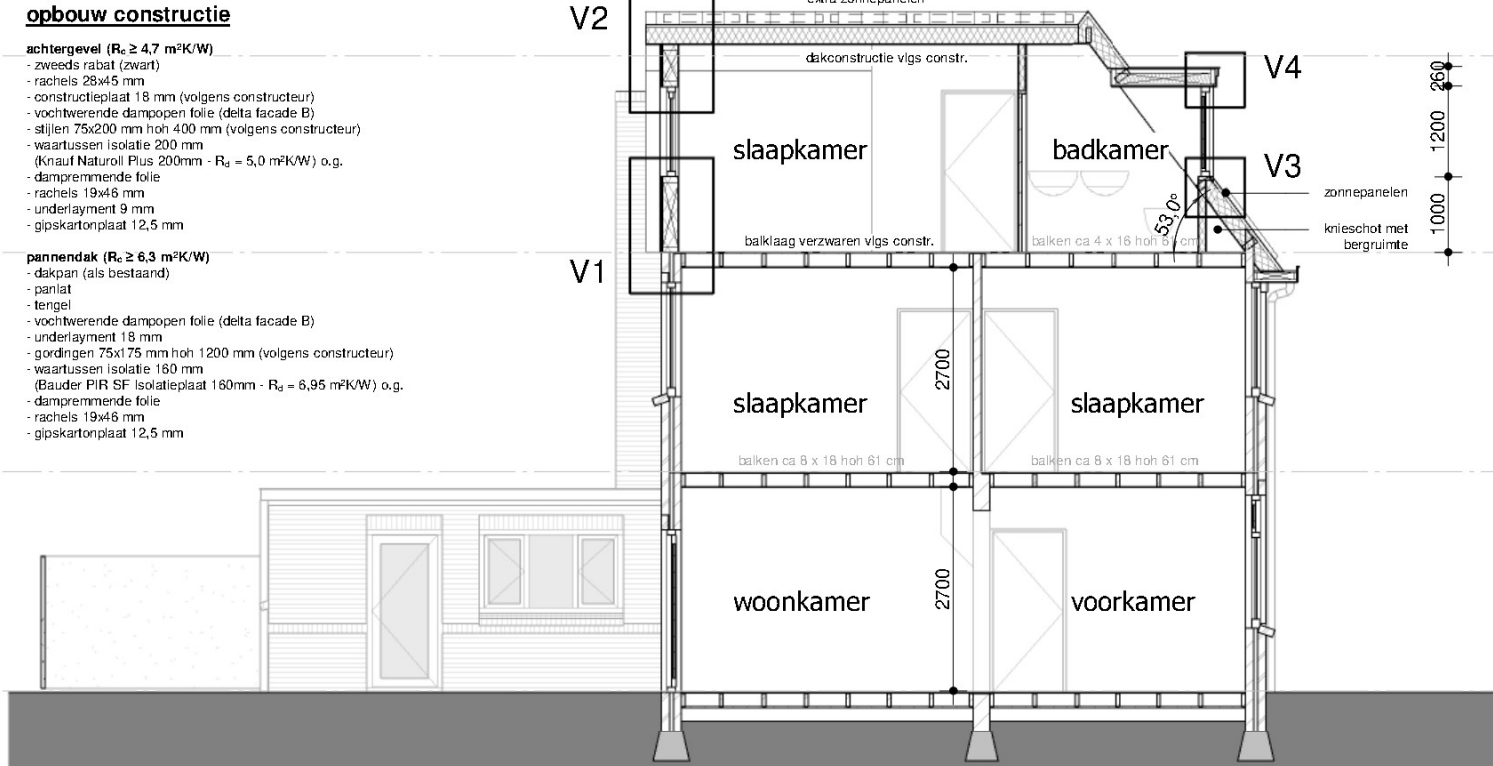 opbouw constructie
achtergevel (Rc ≥ 4,7 m²K/W)
- zweeds rabat (zwart)
- rachels 28x45 mm
- constructieplaat 18 mm (volgens constructeur)
- vochtwerende dampopen folie (delta facade B)
- stijlen 75x200 mm hoh 400 mm (volgens constructeur)
- waartussen isolatie 200 mm
(Knauf Naturoll Plus 200mm - Rd = 5,0 m²K/W) o.g.
- dampremmende folie
- rachels 19x46 mm
- underlayment 9 mm
- gipskartonplaat 12,5 mm
pannendak (Rc ≥ 6,3 m²K/W)
- dakpan (als bestaand)
- panlat
- tengel
- vochtwerende dampopen folie (delta facade B)
- underlayment 18 mm
- gordingen 75x175 mm hoh 1200 mm (volgens constructeur)
- waartussen isolatie 160 mm
(Bauder PIR SF Isolatieplaat 160mm - Rd = 6,95 m²K/W) o.g.
- dampremmende folie
- rachels 19x46 mm
- gipskartonplaat 12,5 mm
extra zonnepanelen
V2
dakconstructie vlgs constr.
V4
260
1200
1000
slaapkamer
badkamer
V3
zonnepanelen
knieschot met
bergruimte
53,0°
balklaag verzwaren vlgs constr.
balken ca 4 x 16 hoh 61 cm
V1
2700
slaapkamer
slaapkamer
balken ca 8 x 18 hoh 61 cm
balken ca 8 x 18 hoh 61 cm
2700
woonkamer
voorkamer